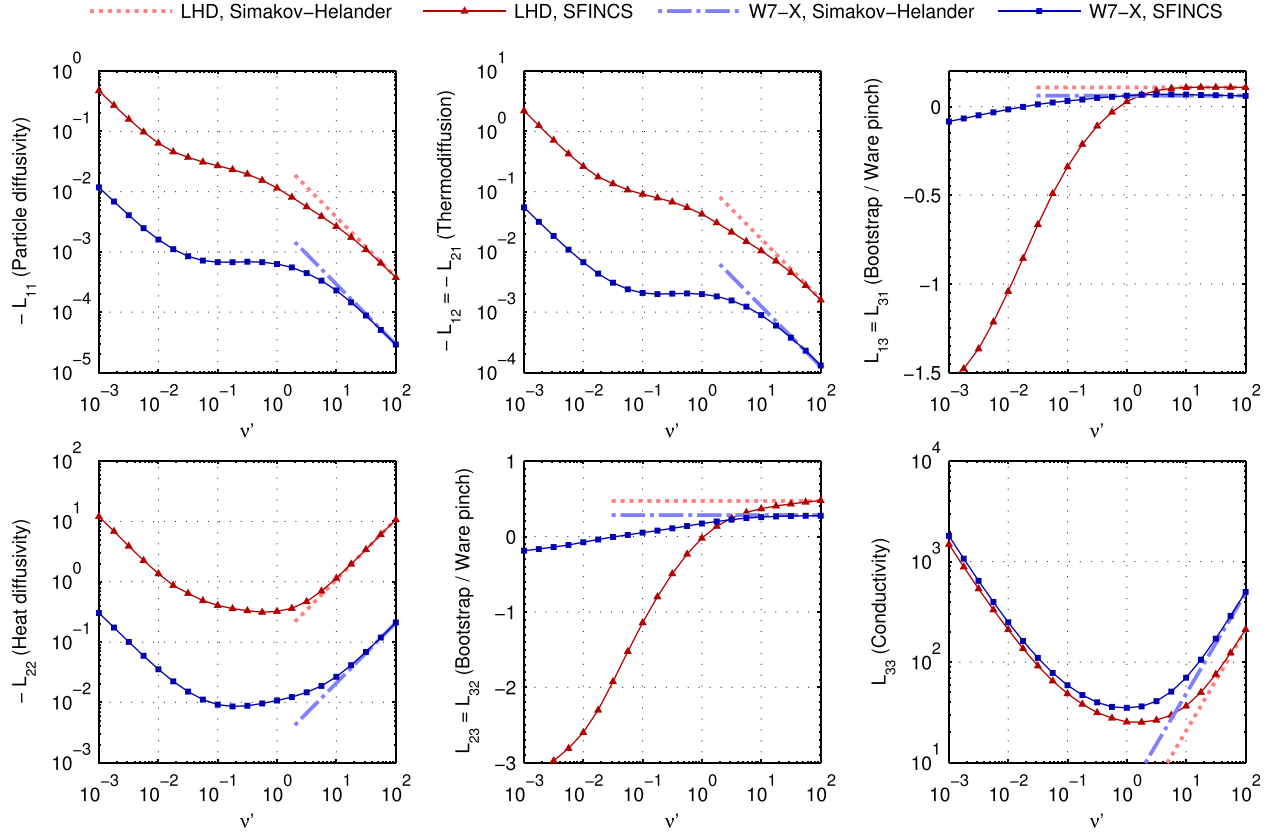 LHD, Simakov−Helander LHD, SFINCS W7−X, Simakov−Helander W7−X, SFINCS
− L11 (Particle diffusivity)
10^0
10^−1
10^−2
10^−3
10^−4
10^−5
10^−3 10^−2 10^−1 10^0 10^1 10^2
ν'
− L12 = − L21 (Thermodiffusion)
10^1
10^0
10^−1
10^−2
10^−3
10^−4
10^−3 10^−2 10^−1 10^0 10^1 10^2
ν'
L13 = L31 (Bootstrap / Ware pinch)
0
−0.5
−1
−1.5
10^−3 10^−2 10^−1 10^0 10^1 10^2
ν'
− L22 (Heat diffusivity)
10^2
10^1
10^0
10^−1
10^−2
10^−3
10^−3 10^−2 10^−1 10^0 10^1 10^2
ν'
L23 = L32 (Bootstrap / Ware pinch)
1
0
−1
−2
−3
10^−3 10^−2 10^−1 10^0 10^1 10^2
ν'
L33 (Conductivity)
10^4
10^3
10^2
10^1
10^−3 10^−2 10^−1 10^0 10^1 10^2
ν'